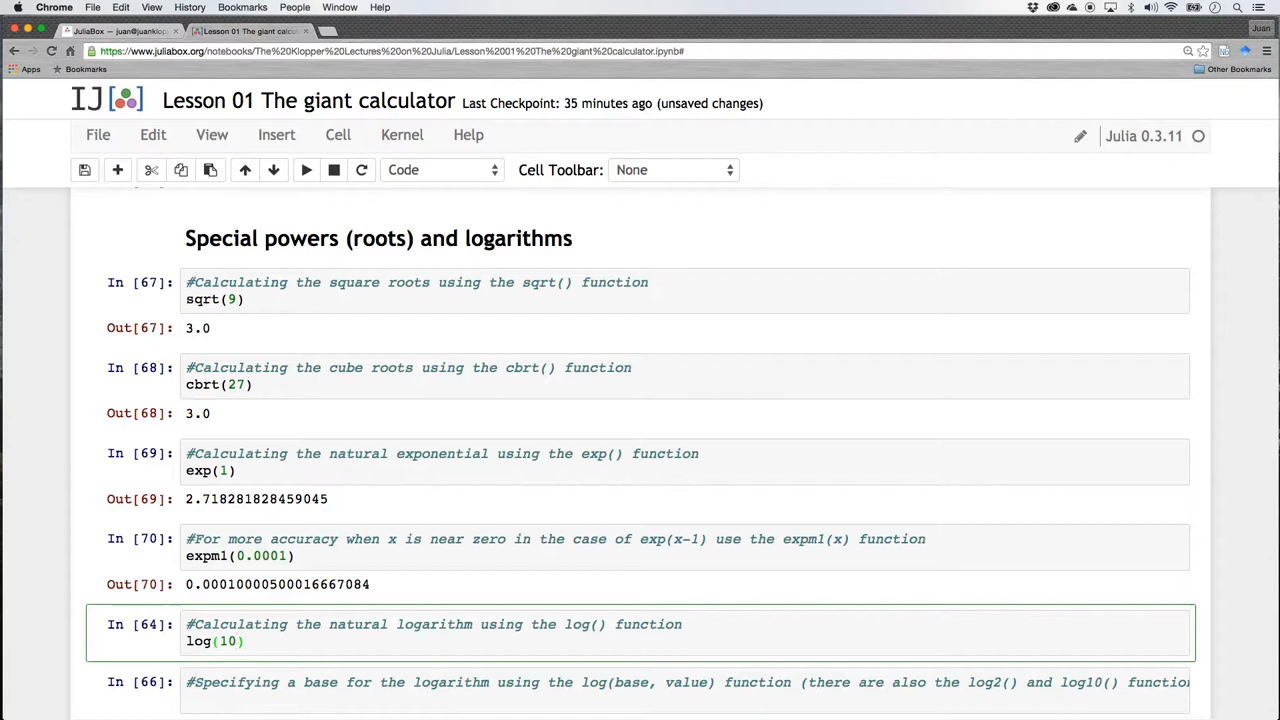 Chrome File Edit View History Bookmarks People Window Help
JuliaBox — juan@juanklop
Lesson 01 The giant calcul
Juan
https://www.juliabox.org/notebooks/The%20Klopper%20Lectures%20on%20Julia/Lesson%2001%20The%20giant%20calculator.ipynb#
Apps Bookmarks Other Bookmarks
IJ Lesson 01 The giant calculator Last Checkpoint: 35 minutes ago (unsaved changes)
File Edit View Insert Cell Kernel Help Julia 0.3.11
Code Cell Toolbar: None
Special powers (roots) and logarithms
In [67]: #Calculating the square roots using the sqrt() function
sqrt(9)
Out[67]: 3.0
In [68]: #Calculating the cube roots using the cbrt() function
cbrt(27)
Out[68]: 3.0
In [69]: #Calculating the natural exponential using the exp() function
exp(1)
Out[69]: 2.718281828459045
In [70]: #For more accuracy when x is near zero in the case of exp(x-1) use the expm1(x) function
expm1(0.0001)
Out[70]: 0.00010000500016667084
In [64]: #Calculating the natural logarithm using the log() function
log(10)
In [66]: #Specifying a base for the logarithm using the log(base, value) function (there are also the log2() and log10() function